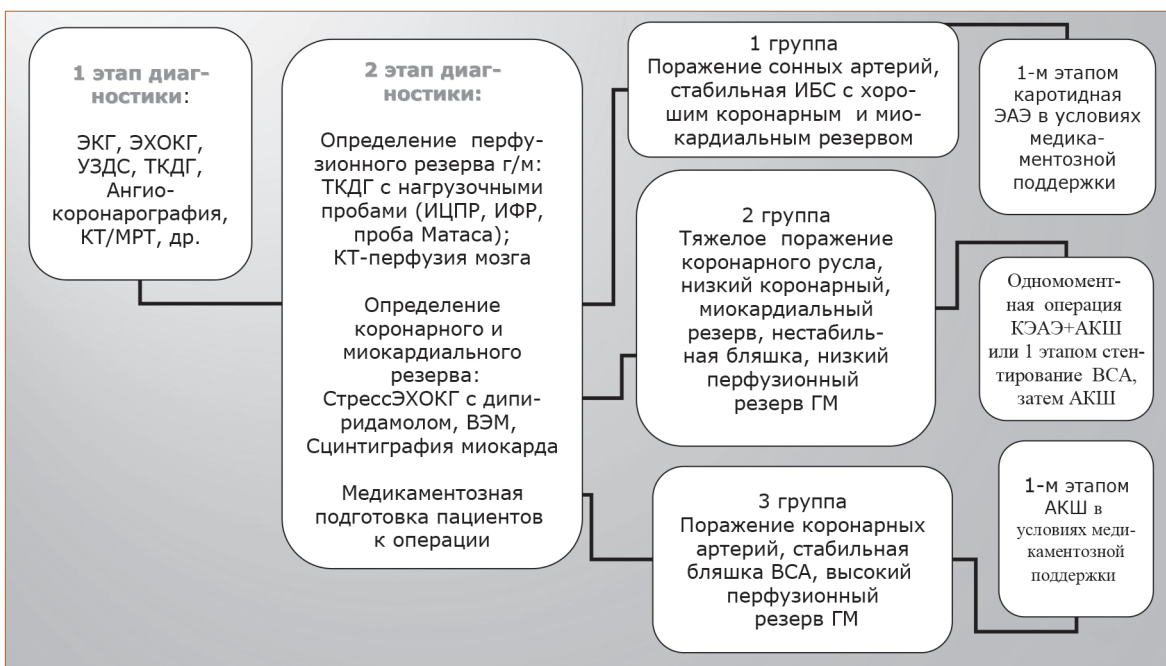 1 этап диаг-
ностики:
ЭКГ, ЭХОКГ,
УЗДС, ТКДГ,
Ангио-
коронарография,
КТ/МРТ, др.
2 этап диаг-
ностики:
Определение перфу-
зионного резерва г/м:
ТКДГ с нагрузочными
пробами (ИЦПР, ИФР,
проба Матаса);
КТ-перфузия мозга
Определение
коронарного и
миокардиального
резерва:
СтрессЭХОКГ с дипи-
ридамолом, ВЭМ,
Сцинтиграфия миокарда
Медикаментозная
подготовка пациентов
к операции
1 группа
Поражение сонных артерий,
стабильная ИБС с хоро-
шим коронарным и мио-
кардиальным резервом
2 группа
Тяжелое поражение
коронарного русла,
низкий коронарный,
миокардиальный
резерв, нестабиль-
ная бляшка, низкий
перфузионный
резерв ГМ
3 группа
Поражение коронарных
артерий, стабильная
бляшка ВСА, высокий
перфузионный
резерв ГМ
1-м этапом
каротидная
ЭАЭ в условиях
медика-
ментозной
поддержки
Одномомент-
ная операция
КЭАЭ+АКШ
или 1 этапом стен-
тирование ВСА,
затем АКШ
1-м этапом
АКШ в
условиях меди-
каментозной
поддержки